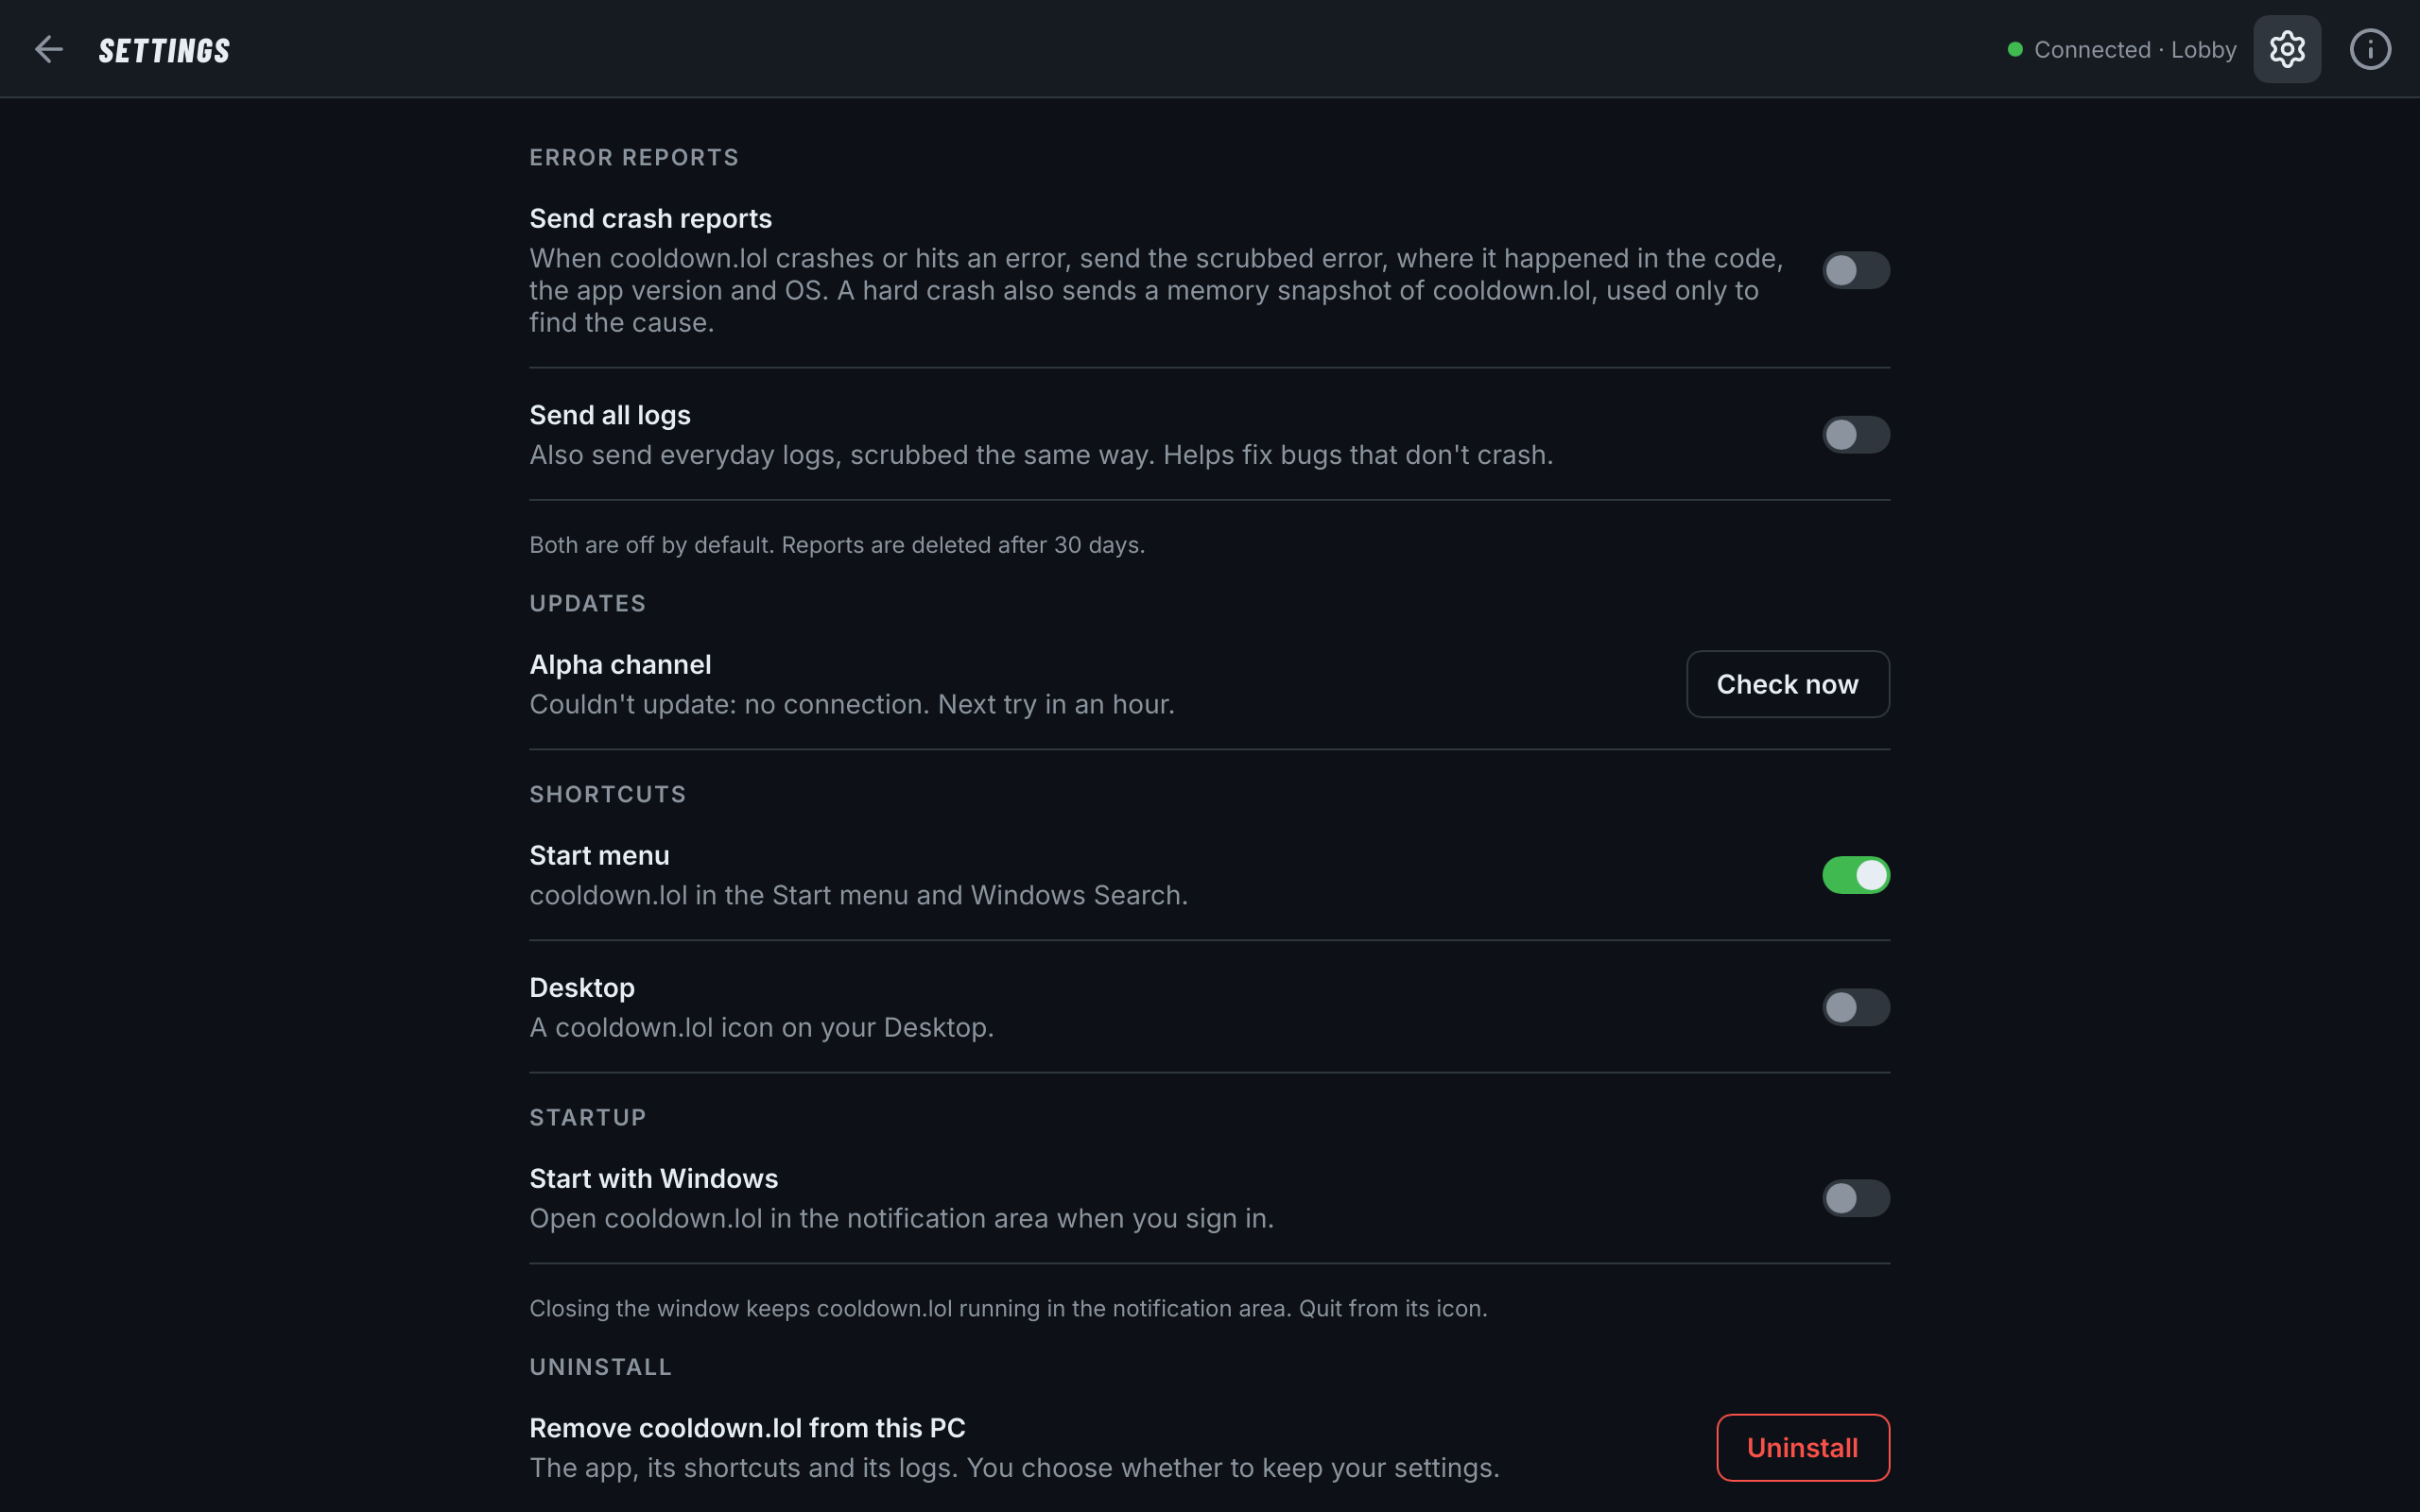 SETTINGS
Connected · Lobby
ERROR REPORTS
Send crash reports
When cooldown.lol crashes or hits an error, send the scrubbed error, where it happened in the code,
the app version and OS. A hard crash also sends a memory snapshot of cooldown.lol, used only to
find the cause.
Send all logs
Also send everyday logs, scrubbed the same way. Helps fix bugs that don't crash.
Both are off by default. Reports are deleted after 30 days.
UPDATES
Alpha channel
Couldn't update: no connection. Next try in an hour.
Check now
SHORTCUTS
Start menu
cooldown.lol in the Start menu and Windows Search.
Desktop
A cooldown.lol icon on your Desktop.
STARTUP
Start with Windows
Open cooldown.lol in the notification area when you sign in.
Closing the window keeps cooldown.lol running in the notification area. Quit from its icon.
UNINSTALL
Remove cooldown.lol from this PC
The app, its shortcuts and its logs. You choose whether to keep your settings.
Uninstall